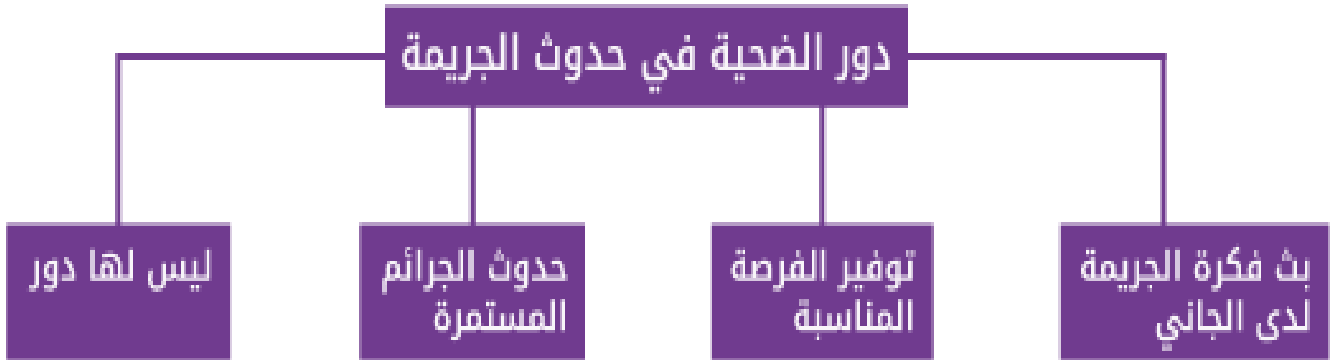 دور الضحية في حدوث الجريمة
بث فكرة الجريمة
لدى الجاني
توفير الفرصة
المناسبة
حدوث الجرائم
المستمرة
ليس لها دور